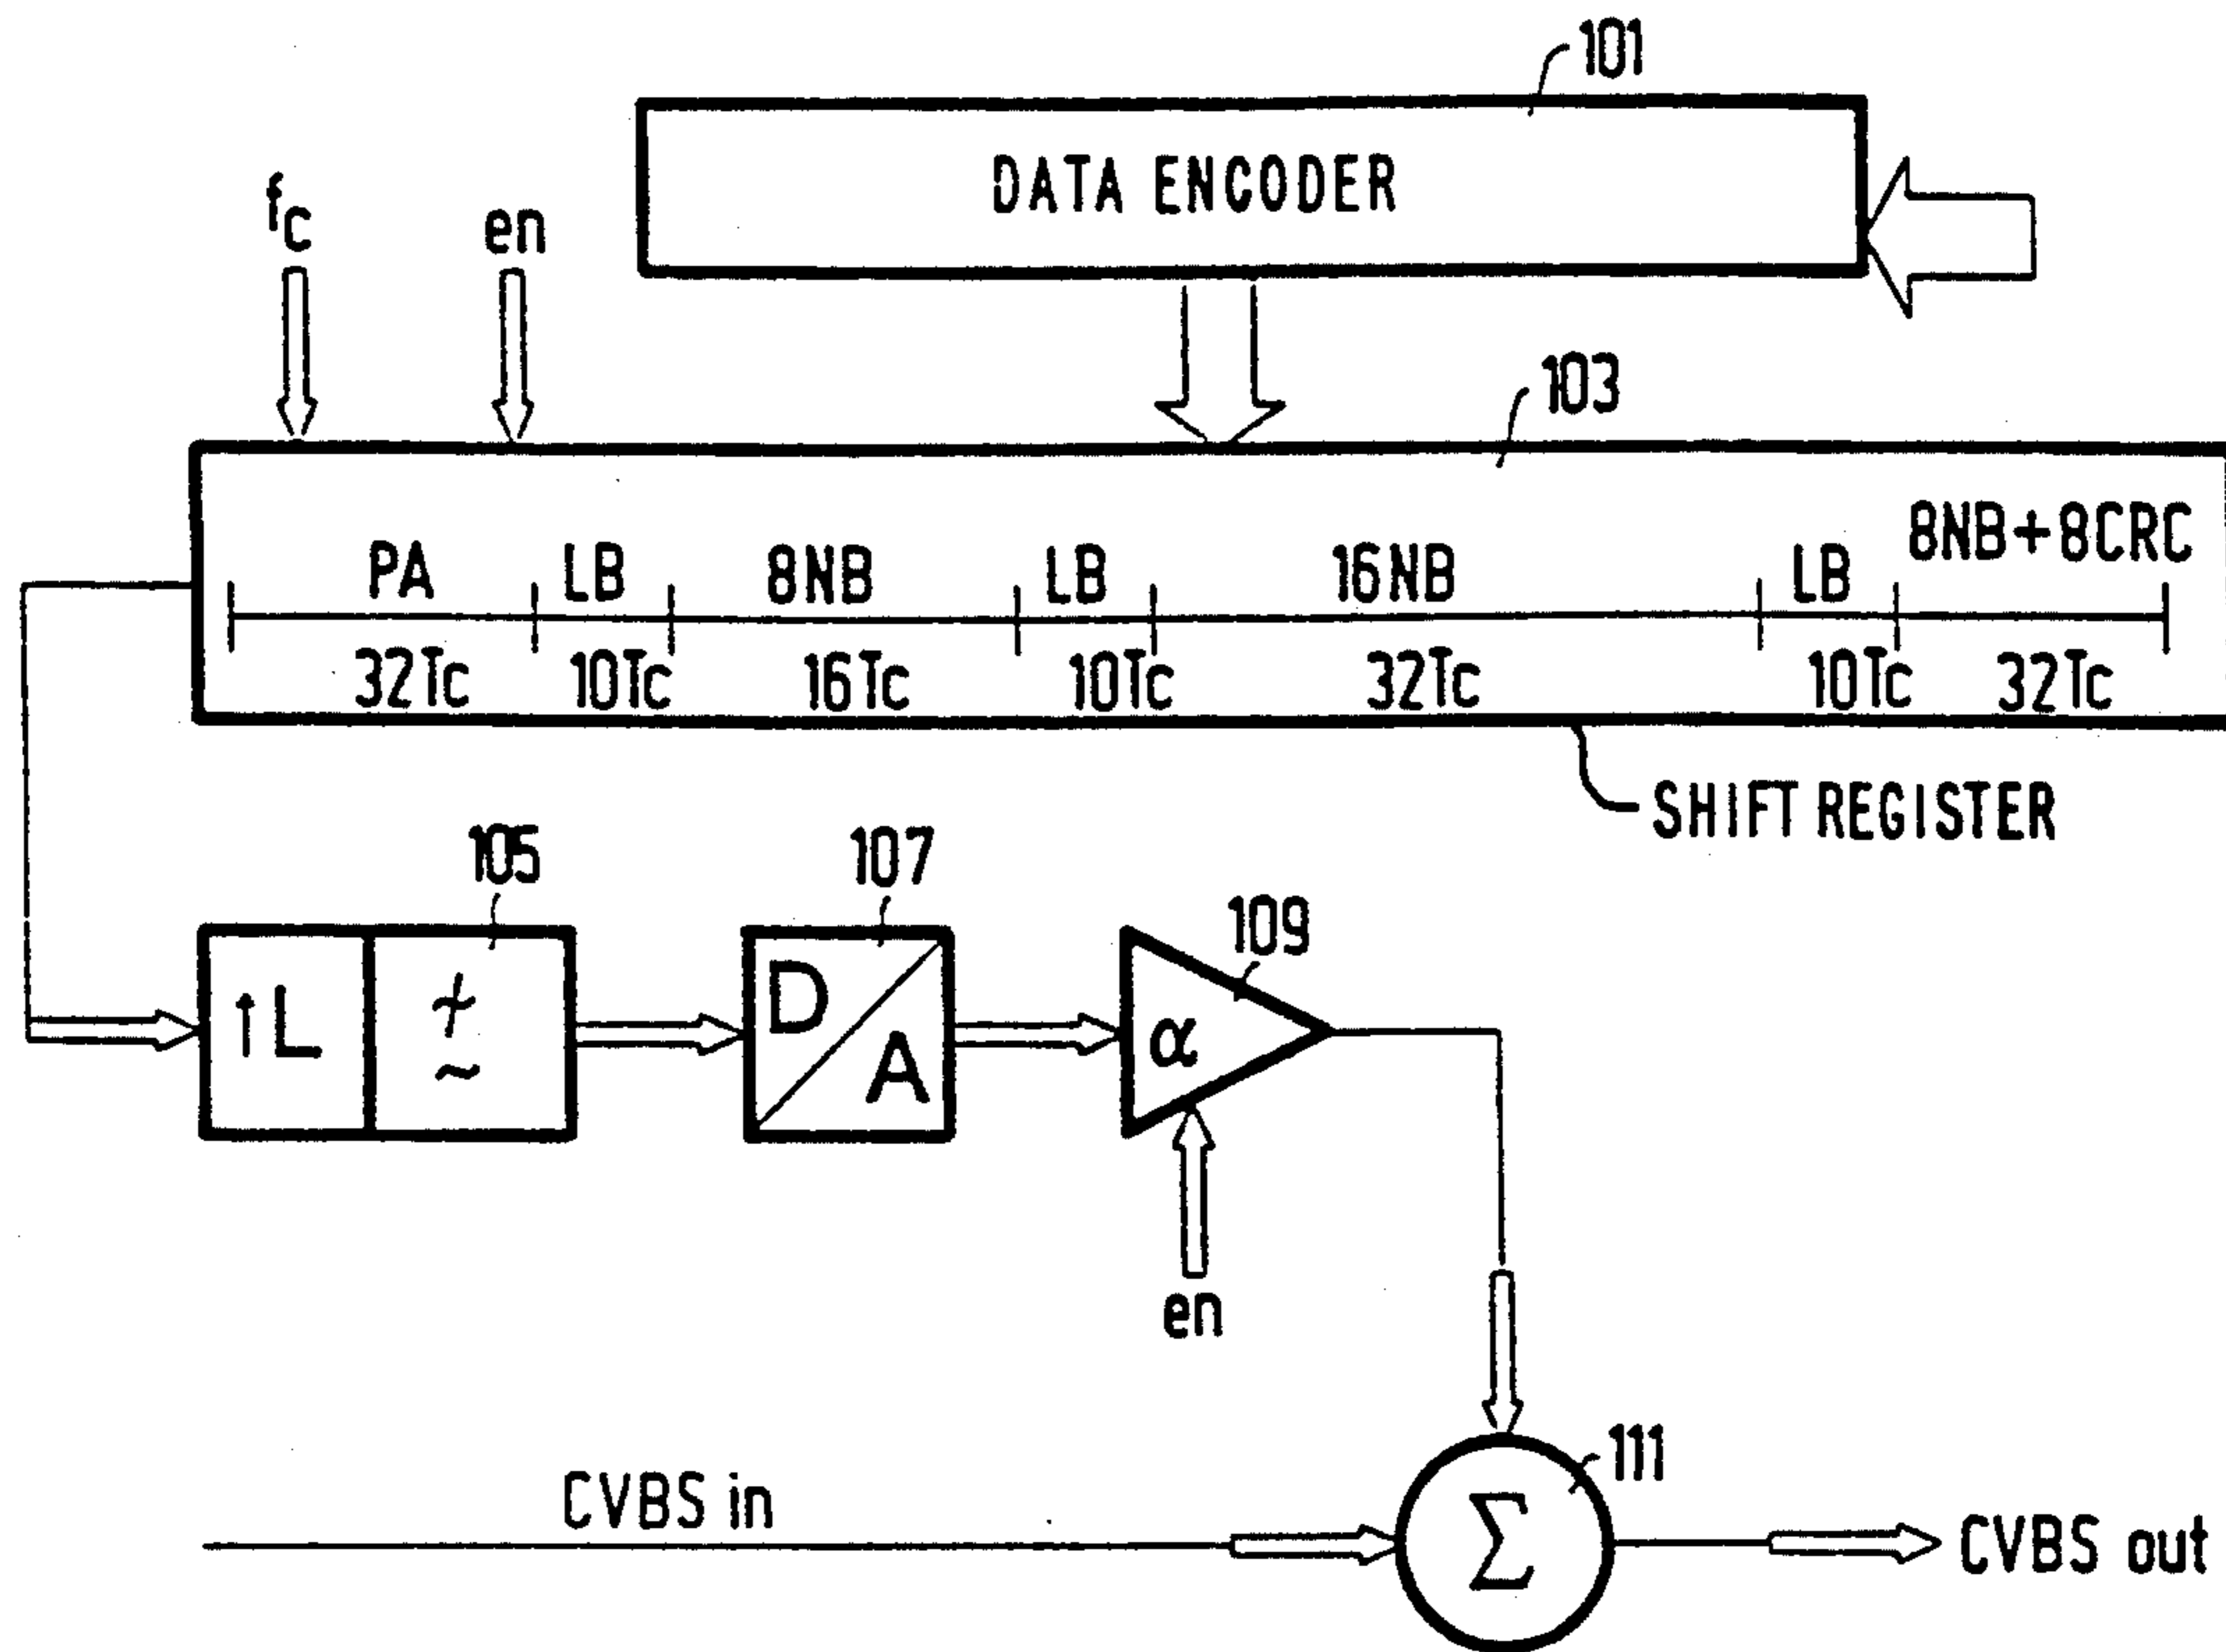 101
DATA ENCODER
fc
en
103
PA LB 8NB LB 16NB LB 8NB+8CRC
32Tc 10Tc 16Tc 10Tc 32Tc 10Tc 32Tc
SHIFT REGISTER
105
107
109
↑L
~
D
A
α
en
111
CVBS in
Σ
CVBS out